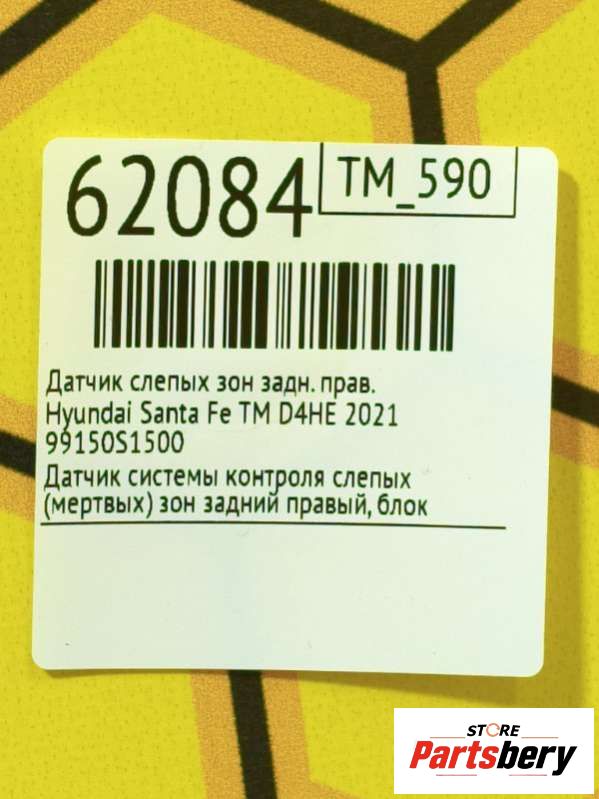 62084
TM_590
Датчик слепых зон задн. прав.
Hyundai Santa Fe TM D4HE 2021
99150S1500
Датчик системы контроля слепых
(мертвых) зон задний правый, блок
STORE
Partsbery